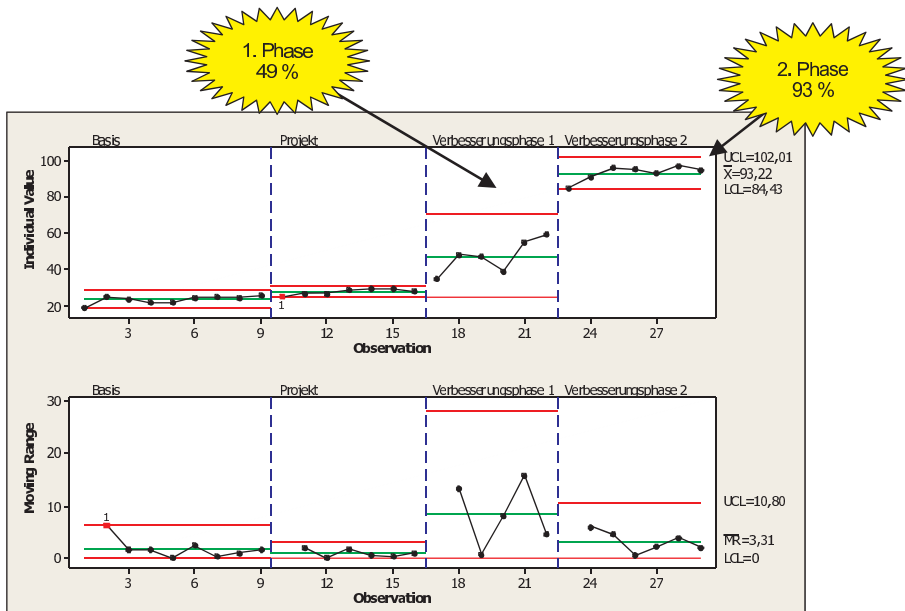 1. Phase
49 %
2. Phase
93 %
Basis
Projekt
Verbesserungsphase 1
Verbesserungsphase 2
Individual Value
100
80
60
40
20
1
1
UCL=102,01
X=93,22
LCL=84,43
3
6
9
12
15
18
21
24
27
Observation
Basis
Projekt
Verbesserungsphase 1
Verbesserungsphase 2
Moving Range
30
20
10
0
1
UCL=10,80
MR=3,31
LCL=0
3
6
9
12
15
18
21
24
27
Observation